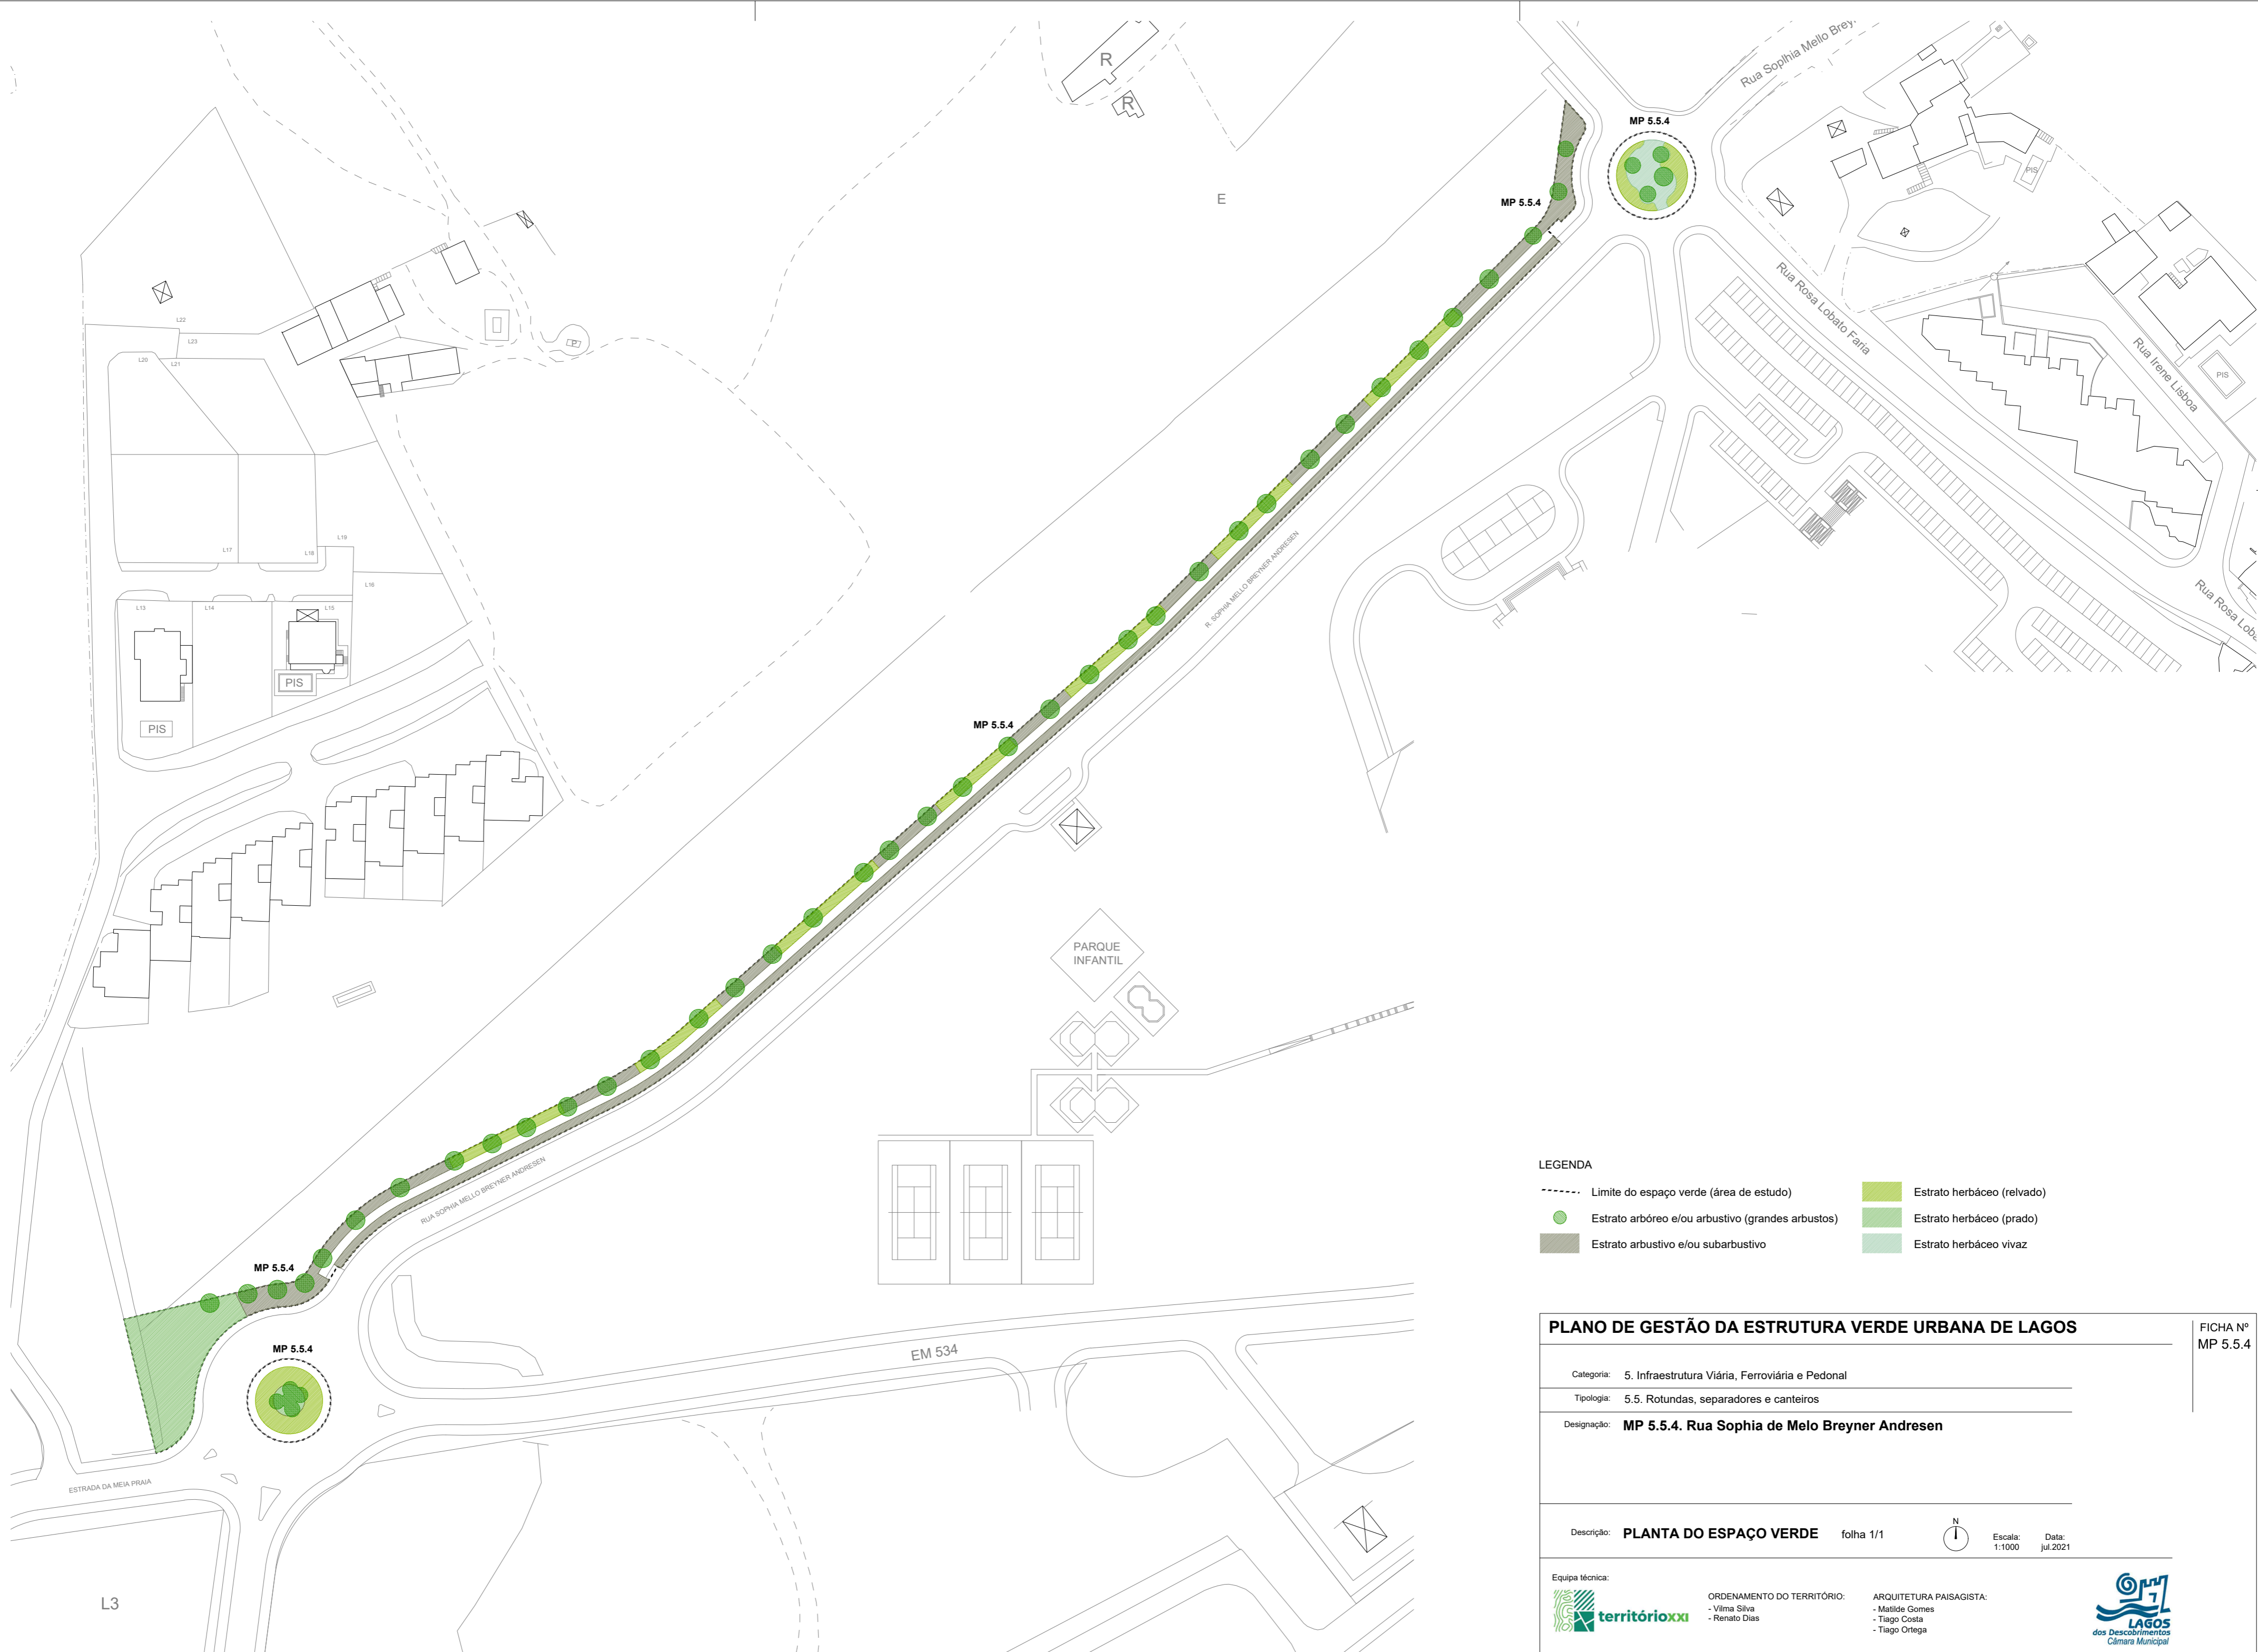 R
R
E
MP 5.5.4
Rua Soplhia Mello Brey
PIS
MP 5.5.4
Rua Rosa Lobato Faria
Rua Irene Lisboa
PIS
Rua Rosa Loba
L22
L23
L20
L21
P
L17
L18
L19
L16
L13
L14
L15
PIS
PIS
R. SOPHIA MELLO BREYNER ANDRESEN
MP 5.5.4
PARQUE
INFANTIL
RUA SOPHIA MELLO BREYNER ANDRESEN
MP 5.5.4
MP 5.5.4
EM 534
ESTRADA DA MEIA PRAIA
L3
LEGENDA
Limite do espaço verde (área de estudo)
Estrato arbóreo e/ou arbustivo (grandes arbustos)
Estrato arbustivo e/ou subarbustivo
Estrato herbáceo (relvado)
Estrato herbáceo (prado)
Estrato herbáceo vivaz
PLANO DE GESTÃO DA ESTRUTURA VERDE URBANA DE LAGOS
FICHA Nº
MP 5.5.4
Categoria: 5. Infraestrutura Viária, Ferroviária e Pedonal
Tipologia: 5.5. Rotundas, separadores e canteiros
Designação: MP 5.5.4. Rua Sophia de Melo Breyner Andresen
Descrição: PLANTA DO ESPAÇO VERDE folha 1/1
N
Escala:
1:1000
Data:
jul.2021
Equipa técnica:
territórioxxi
ORDENAMENTO DO TERRITÓRIO:
- Vilma Silva
- Renato Dias
ARQUITETURA PAISAGISTA:
- Matilde Gomes
- Tiago Costa
- Tiago Ortega
LAGOS
dos Descobrimentos
Câmara Municipal